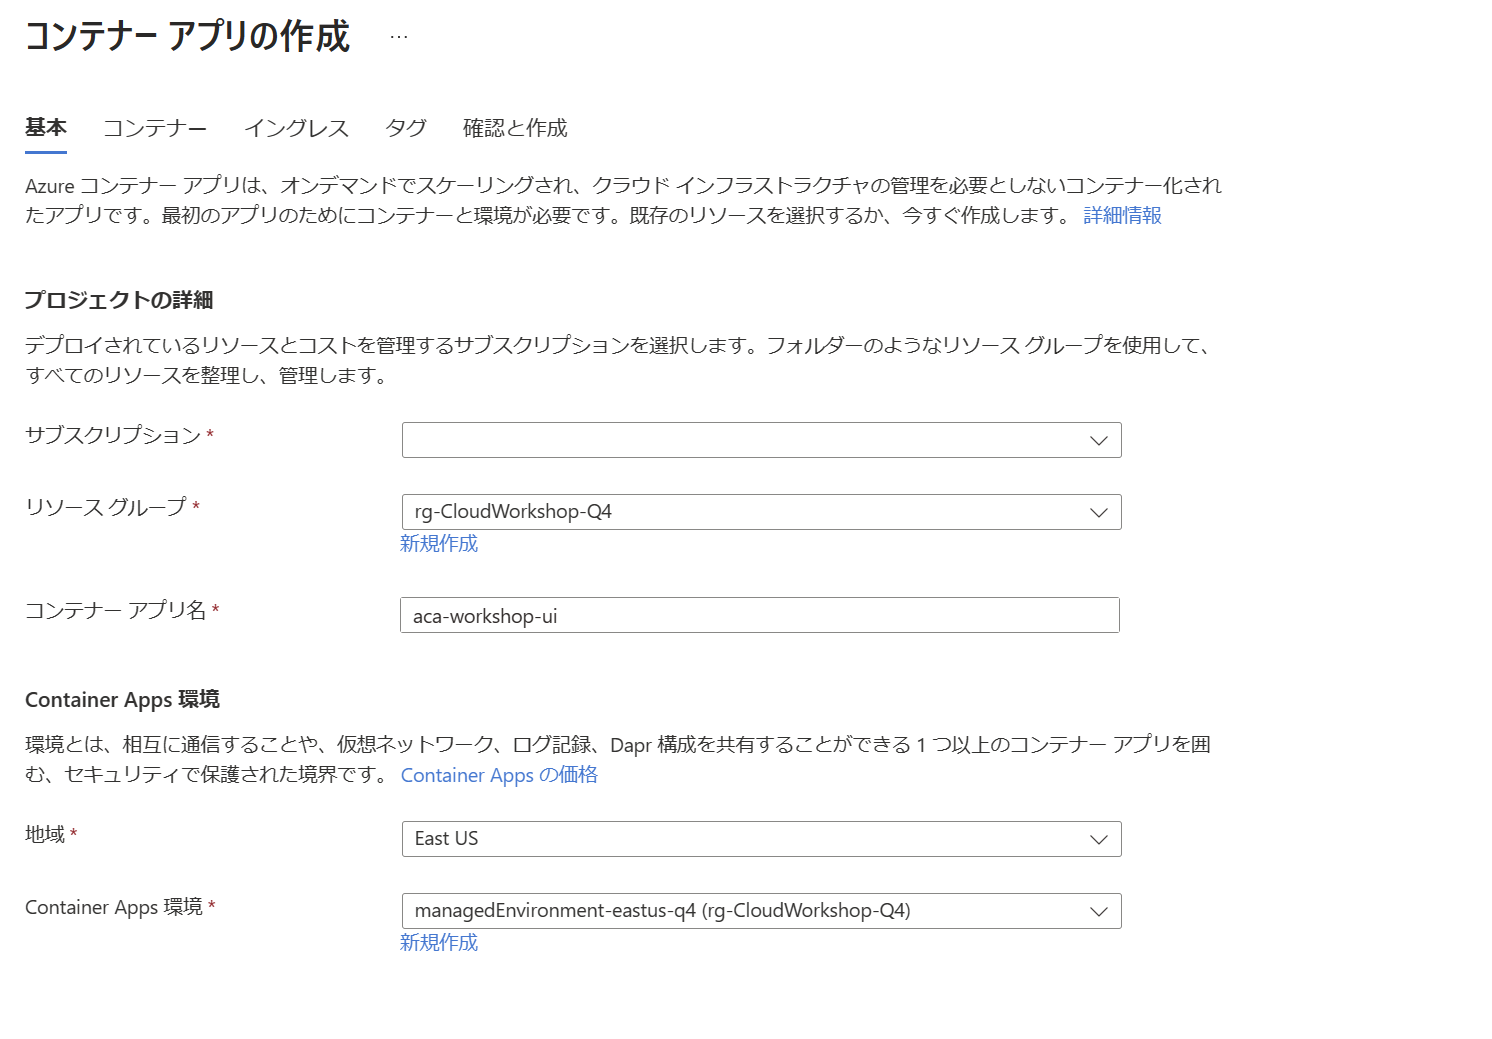 コンテナー アプリの作成 …
基本 コンテナー イングレス タグ 確認と作成
Azure コンテナー アプリは、オンデマンドでスケーリングされ、クラウド インフラストラクチャの管理を必要としないコンテナー化され
たアプリです。最初のアプリのためにコンテナーと環境が必要です。既存のリソースを選択するか、今すぐ作成します。 詳細情報
プロジェクトの詳細
デプロイされているリソースとコストを管理するサブスクリプションを選択します。フォルダーのようなリソース グループを使用して、
すべてのリソースを整理し、管理します。
サブスクリプション *
リソース グループ * rg-CloudWorkshop-Q4
新規作成
コンテナー アプリ名 * aca-workshop-ui
Container Apps 環境
環境とは、相互に通信することや、仮想ネットワーク、ログ記録、Dapr 構成を共有することができる 1 つ以上のコンテナー アプリを囲
む、セキュリティで保護された境界です。 Container Apps の価格
地域 * East US
Container Apps 環境 * managedEnvironment-eastus-q4 (rg-CloudWorkshop-Q4)
新規作成